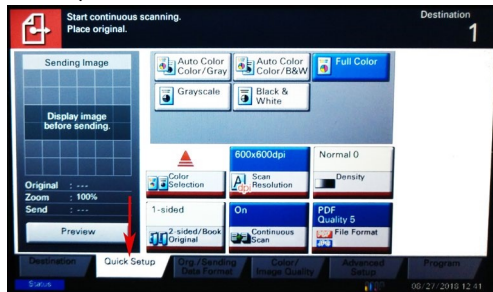 Start continuous scanning.
Place original.
Destination
1
Sending Image
Display image
before sending.
Original : ---
Zoom : 100%
Send : ---
Preview
Auto Color
Color/Gray
Auto Color
Color/B&W
Full Color
Grayscale
Black &
White
Color
Selection
600x600dpi
Scan
Resolution
Normal 0
Density
1-sided
2-sided/Book
Original
On
Continuous
Scan
PDF
Quality 5
File Format
Destination
Quick Setup
Org./Sending
Data Format
Color/
Image Quality
Advanced
Setup
Program
Status
08/27/2018 12:41